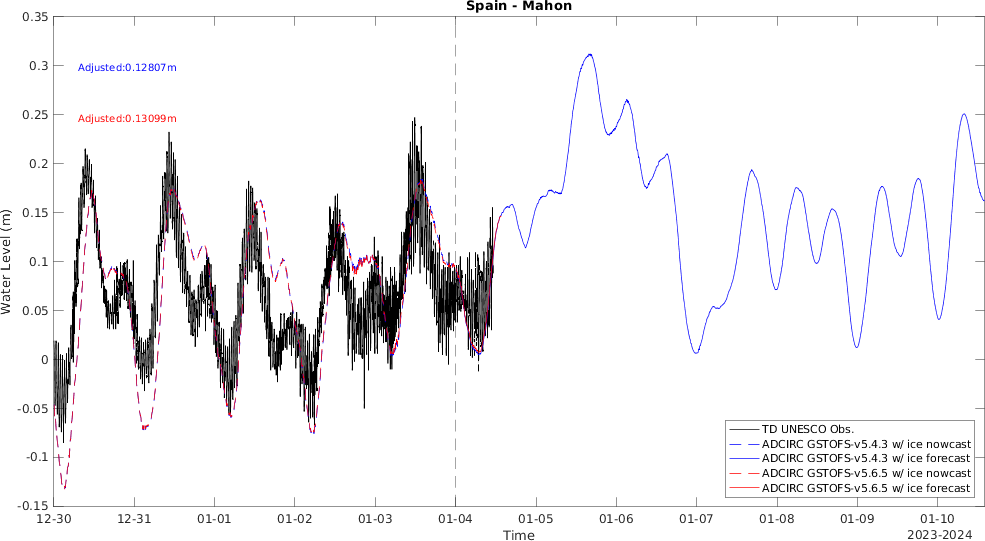 Spain - Mahon
0.35
0.3
0.25
0.2
0.15
0.1
0.05
0
-0.05
-0.1
-0.15
Water Level (m)
Adjusted:0.12807m
Adjusted:0.13099m
TD UNESCO Obs.
ADCIRC GSTOFS-v5.4.3 w/ ice nowcast
ADCIRC GSTOFS-v5.4.3 w/ ice forecast
ADCIRC GSTOFS-v5.6.5 w/ ice nowcast
ADCIRC GSTOFS-v5.6.5 w/ ice forecast
12-30 12-31 01-01 01-02 01-03 01-04 01-05 01-06 01-07 01-08 01-09 01-10
Time
2023-2024